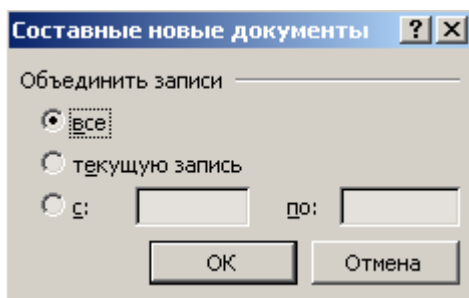 Составные новые документы
Объединить записи
все
текущую запись
с: по:
ОК Отмена